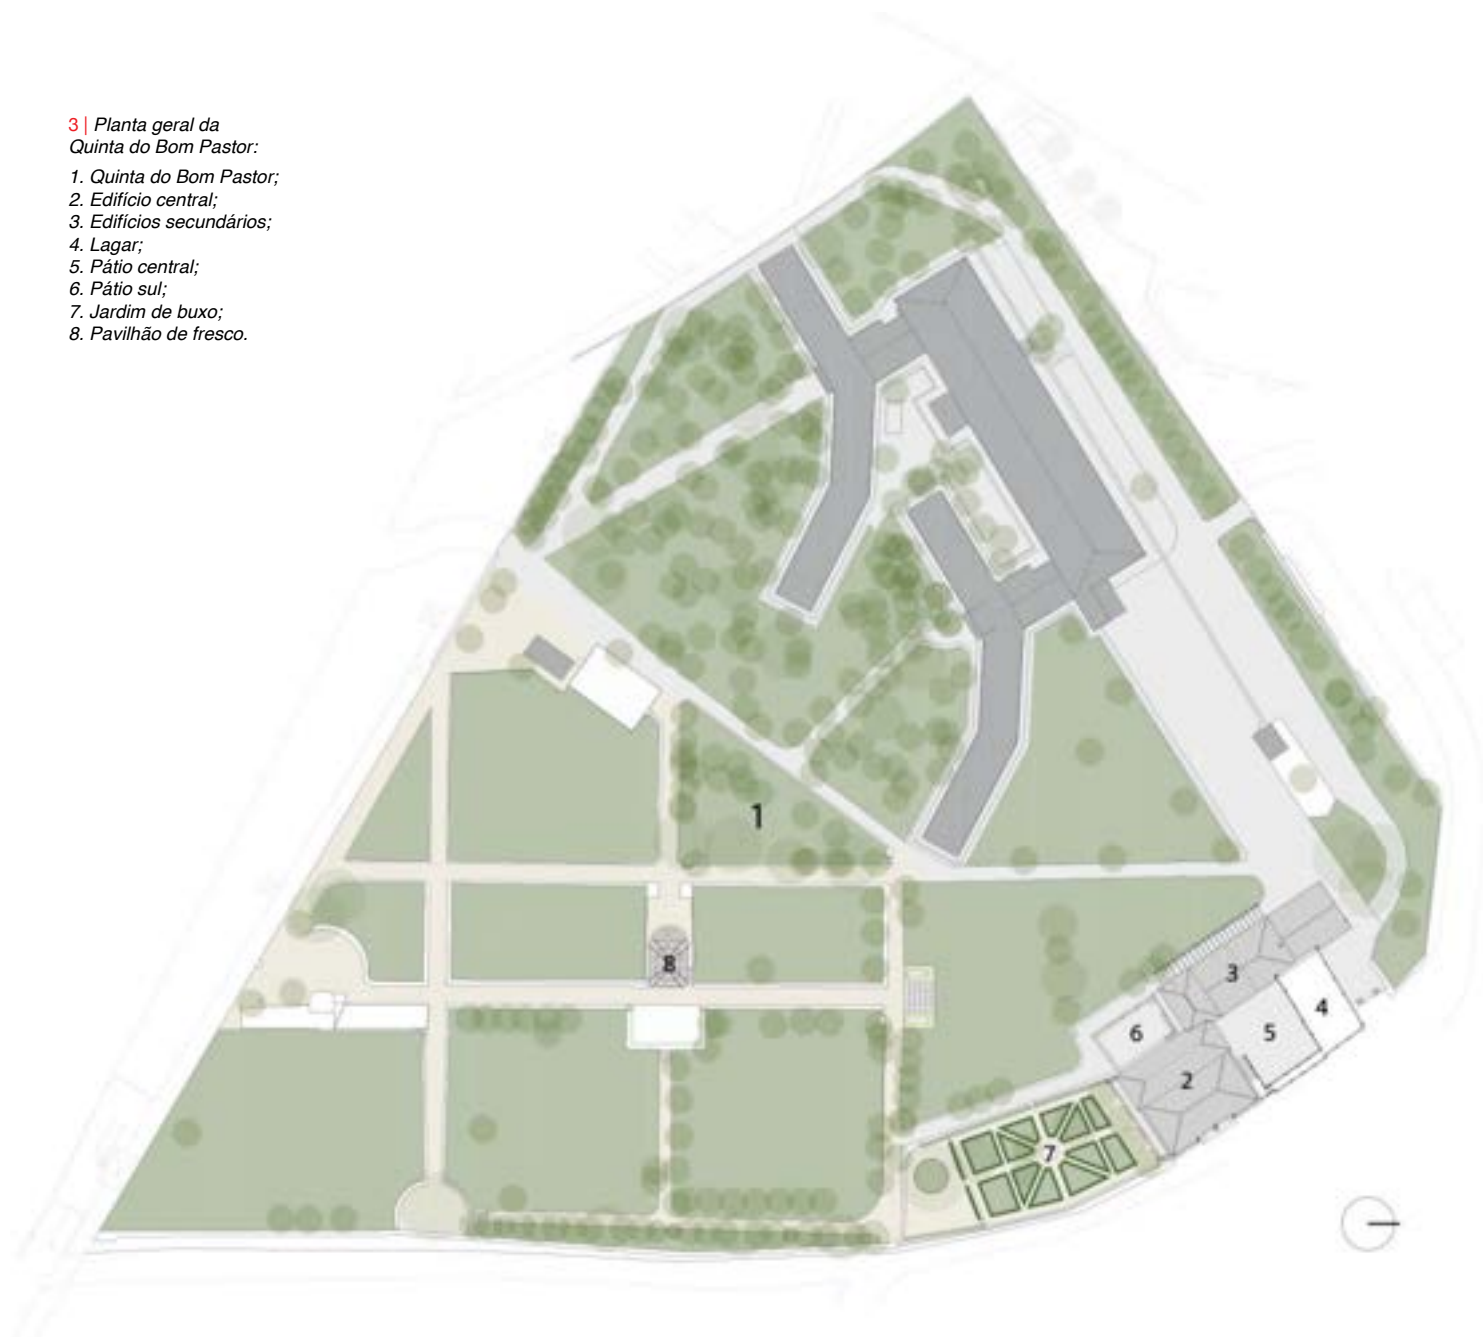 3 | Planta geral da
Quinta do Bom Pastor:
1. Quinta do Bom Pastor;
2. Edifício central;
3. Edifícios secundários;
4. Lagar;
5. Pátio central;
6. Pátio sul;
7. Jardim de buxo;
8. Pavilhão de fresco.
1
8
3
4
6
5
2
7